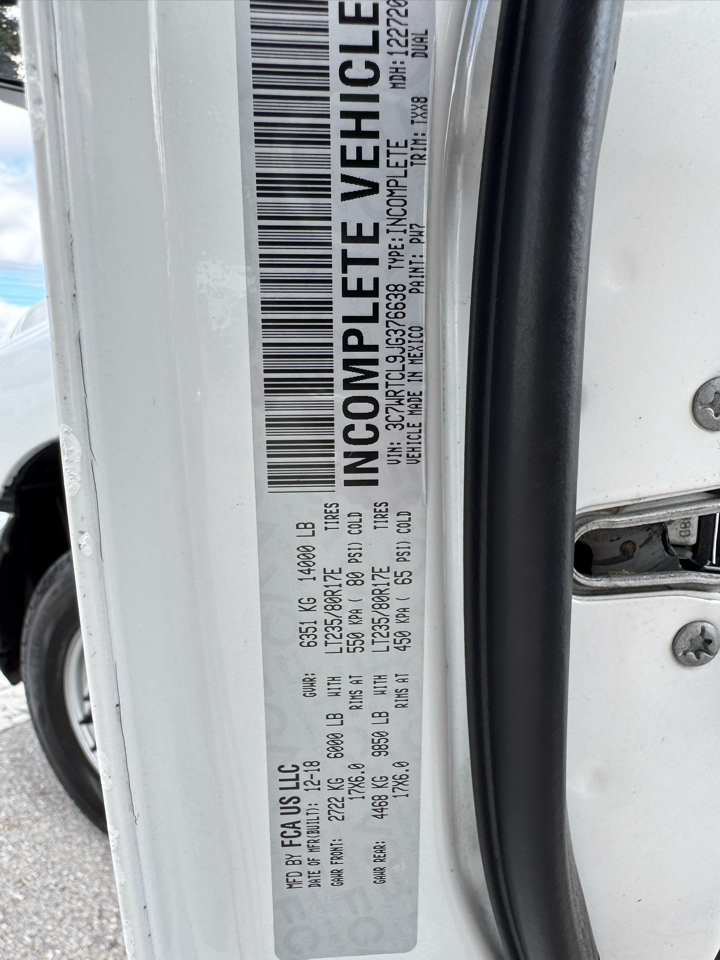 MFD BY FCA US LLC
DATE OF MFR(BUILT): 12-18 GVWR: 6351 KG 14000 LB
GAWR FRONT: 2722 KG 6000 LB WITH LT235/80R17E TIRES
17X6.0 RIMS AT 550 KPA ( 80 PSI) COLD
GAWR REAR: 4468 KG 9850 LB WITH LT235/80R17E TIRES
17X6.0 RIMS AT 450 KPA ( 65 PSI) COLD
INCOMPLETE VEHICLE
VIN: 3C7WRTCL9JG376638 TYPE:INCOMPLETE MDH:122720
VEHICLE MADE IN MEXICO PAINT: PW7 TRIM: TXX8 DUAL